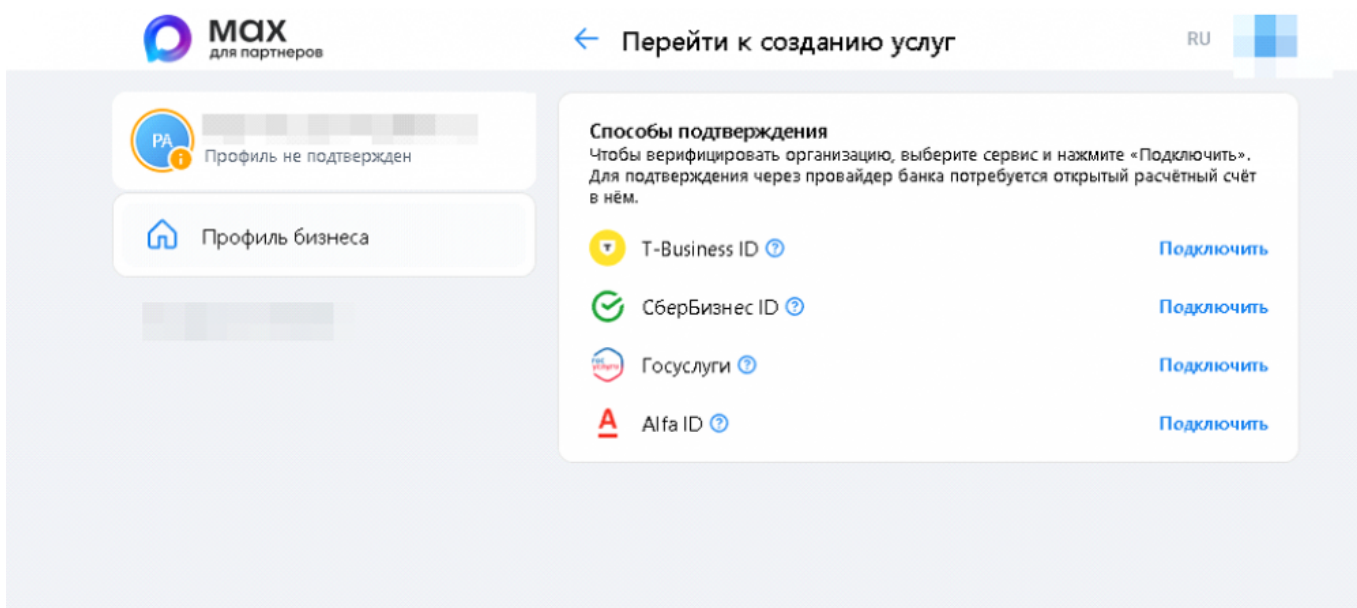 max
для партнеров
Перейти к созданию услуг
RU
PA
Профиль не подтвержден
Профиль бизнеса
Способы подтверждения
Чтобы верифицировать организацию, выберите сервис и нажмите «Подключить».
Для подтверждения через провайдер банка потребуется открытый расчётный счёт
в нём.
T-Business ID
Подключить
СберБизнес ID
Подключить
Госуслуги
Подключить
Alfa ID
Подключить